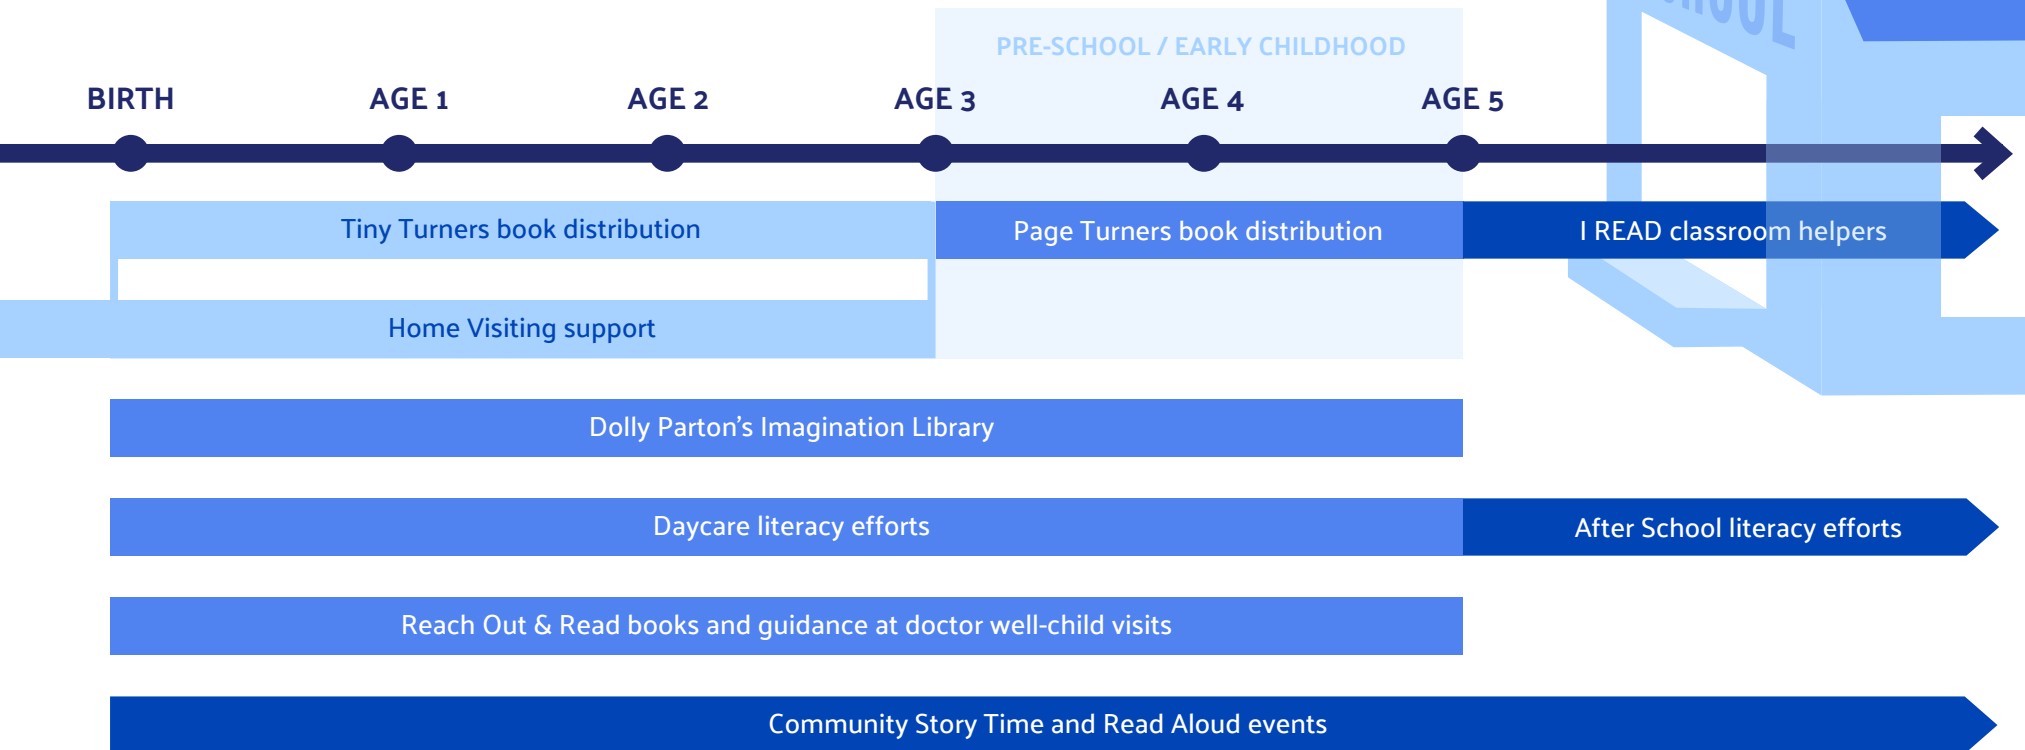 PRE-SCHOOL / EARLY CHILDHOOD
BIRTH
AGE 1
AGE 2
AGE 3
AGE 4
AGE 5
Tiny Turners book distribution
Page Turners book distribution
I READ classroom helpers
Home Visiting support
Dolly Parton’s Imagination Library
Daycare literacy efforts
After School literacy efforts
Reach Out & Read books and guidance at doctor well-child visits
Community Story Time and Read Aloud events